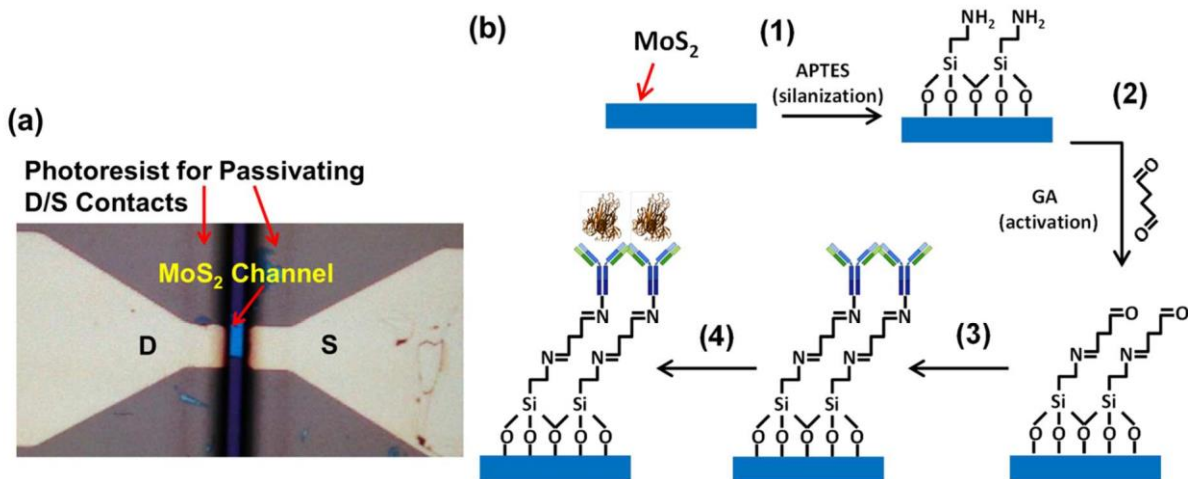 (a)
Photoresist for Passivating
D/S Contacts
MoS₂ Channel
D
S
(b)
MoS₂
(1)
APTES
(silanization)
NH₂ NH₂
Si Si
O O O O O
(2)
GA
(activation)
O
O
O O
N N
Si Si
O O O O O
(3)
N N
N N
Si Si
O O O O O
(4)
N N
N N
Si Si
O O O O O